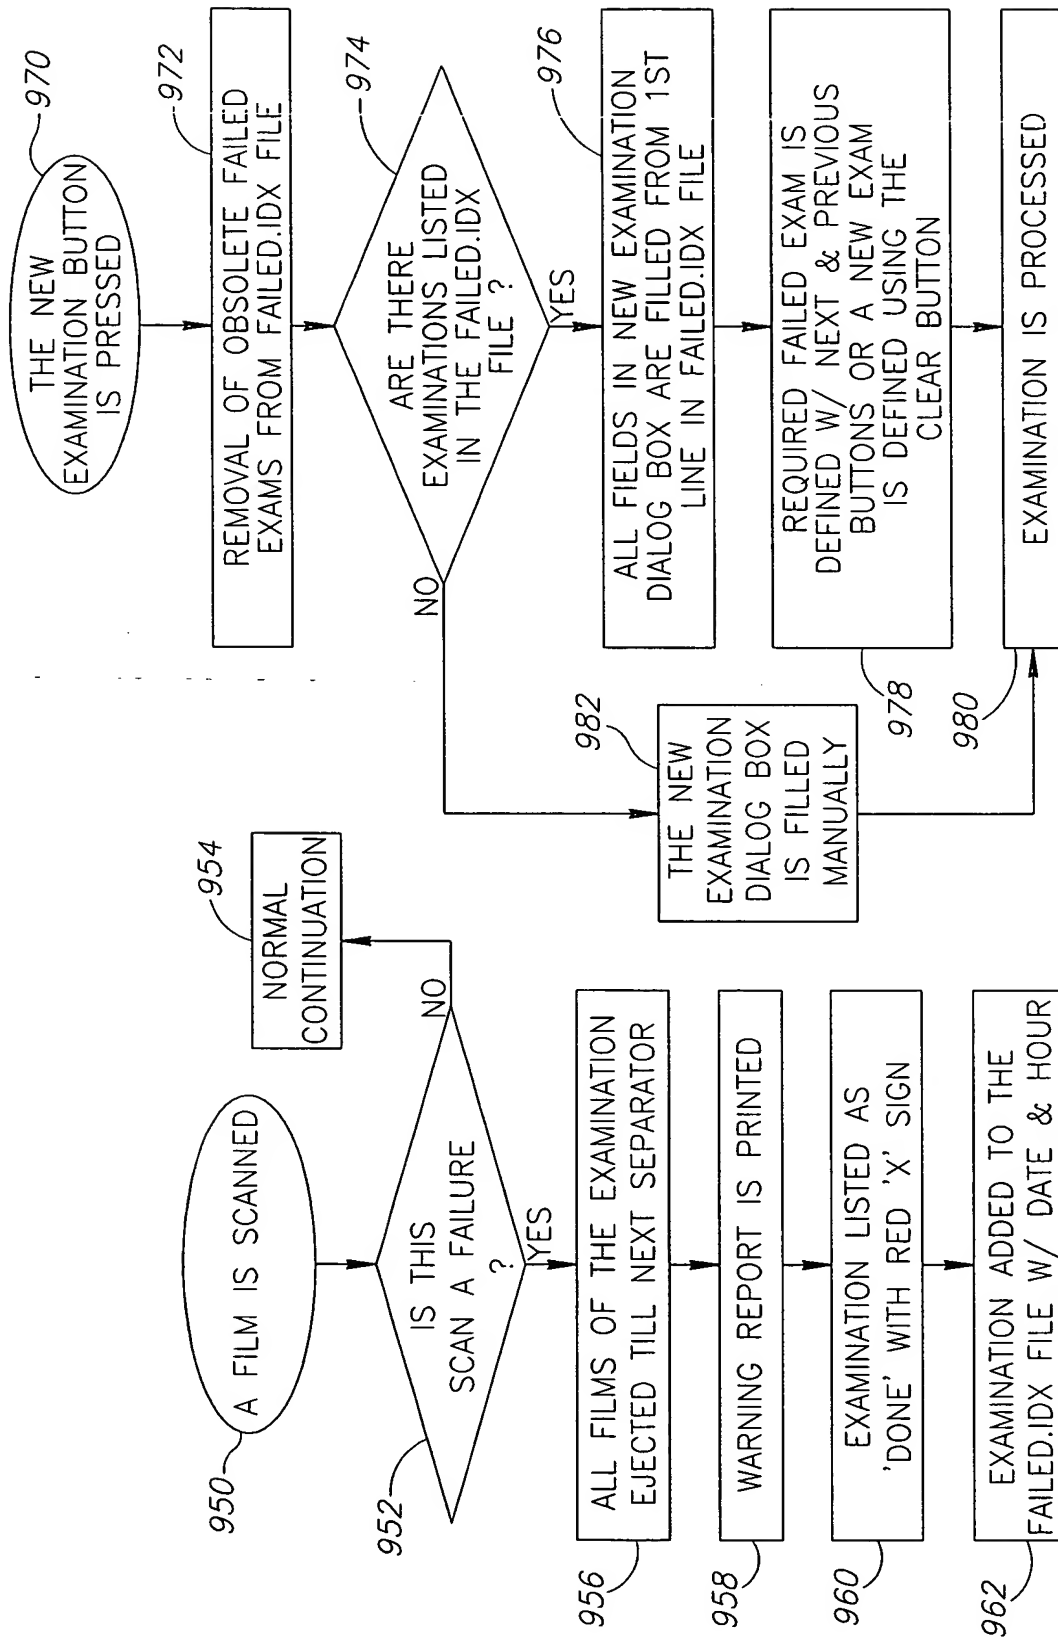 950
A FILM IS SCANNED
952
IS THIS
SCAN A FAILURE
?
NO
954
NORMAL
CONTINUATION
YES
956
ALL FILMS OF THE EXAMINATION
EJECTED TILL NEXT SEPARATOR
958
WARNING REPORT IS PRINTED
960
EXAMINATION LISTED AS
'DONE' WITH RED 'X' SIGN
962
EXAMINATION ADDED TO THE
FAILED.IDX FILE W/ DATE & HOUR
970
THE NEW
EXAMINATION BUTTON
IS PRESSED
972
REMOVAL OF OBSOLETE FAILED
EXAMS FROM FAILED.IDX FILE
974
ARE THERE
EXAMINATIONS LISTED
IN THE FAILED.IDX
FILE ?
NO
YES
982
THE NEW
EXAMINATION
DIALOG BOX
IS FILLED
MANUALLY
976
ALL FIELDS IN NEW EXAMINATION
DIALOG BOX ARE FILLED FROM 1ST
LINE IN FAILED.IDX FILE
978
REQUIRED FAILED EXAM IS
DEFINED W/ NEXT & PREVIOUS
BUTTONS OR A NEW EXAM
IS DEFINED USING THE
CLEAR BUTTON
980
EXAMINATION IS PROCESSED